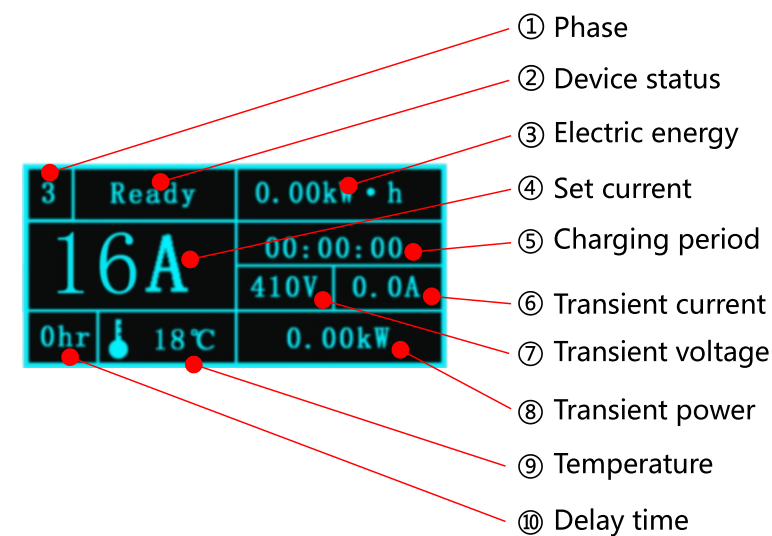 ① Phase
② Device status
③ Electric energy
④ Set current
⑤ Charging period
⑥ Transient current
⑦ Transient voltage
⑧ Transient power
⑨ Temperature
⑩ Delay time
3 Ready 0.00kW•h
16A 00:00:00
410V 0.0A
0hr 18℃ 0.00kW